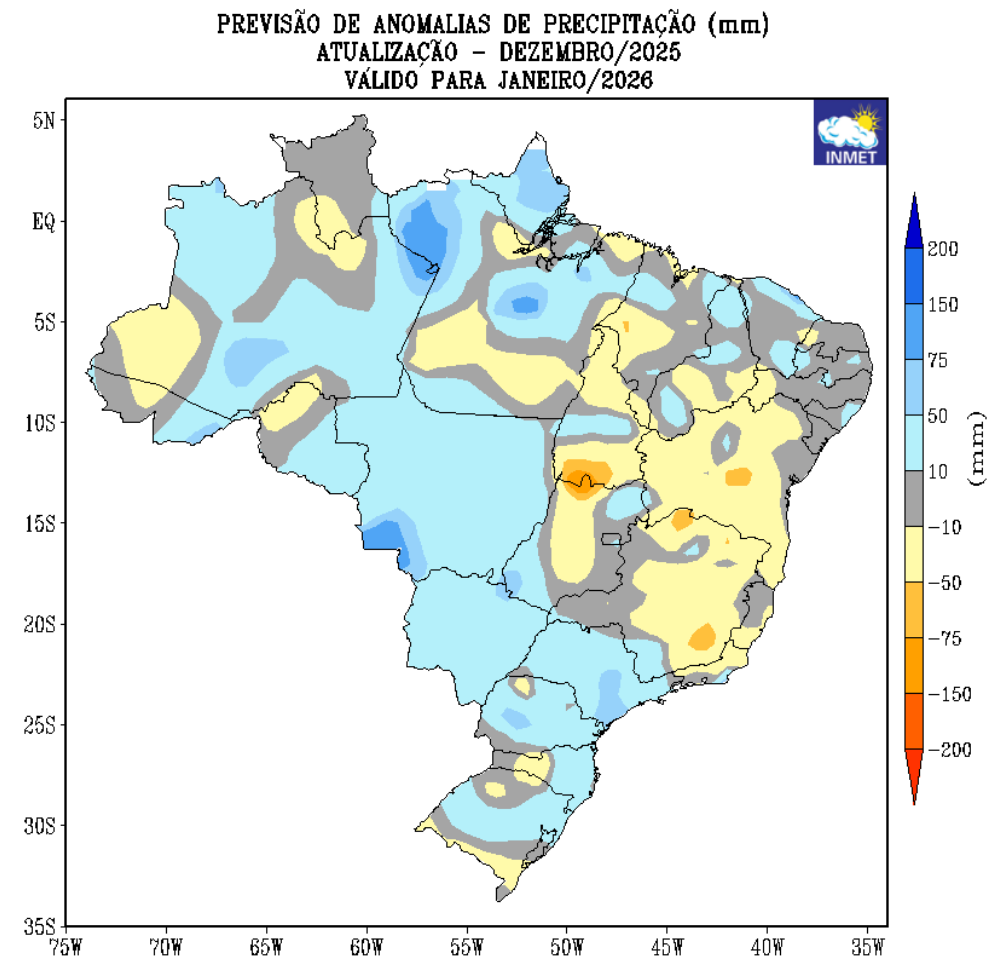 PREVISÃO DE ANOMALIAS DE PRECIPITAÇÃO (mm)
ATUALIZAÇÃO – DEZEMBRO/2025
VÁLIDO PARA JANEIRO/2026
INMET
5N
EQ
5S
10S
15S
20S
25S
30S
35S
75W
70W
65W
60W
55W
50W
45W
40W
35W
200
150
75
50
10
-10
-50
-75
-150
-200
(mm)